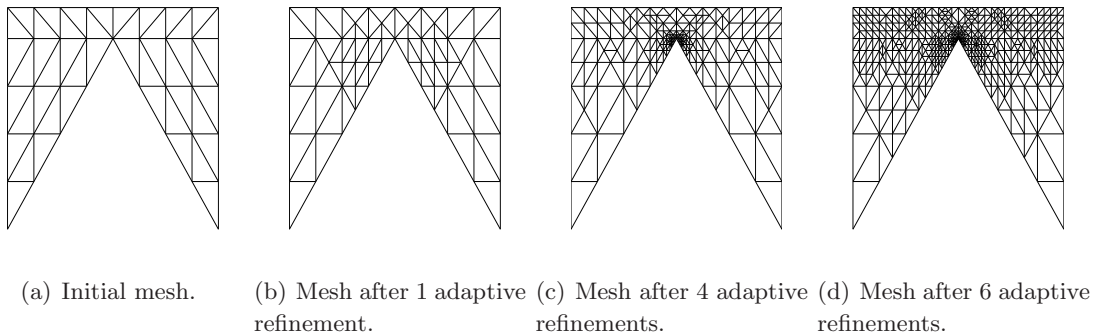 (a) Initial mesh.
(b) Mesh after 1 adaptive refinement.
(c) Mesh after 4 adaptive refinements.
(d) Mesh after 6 adaptive refinements.